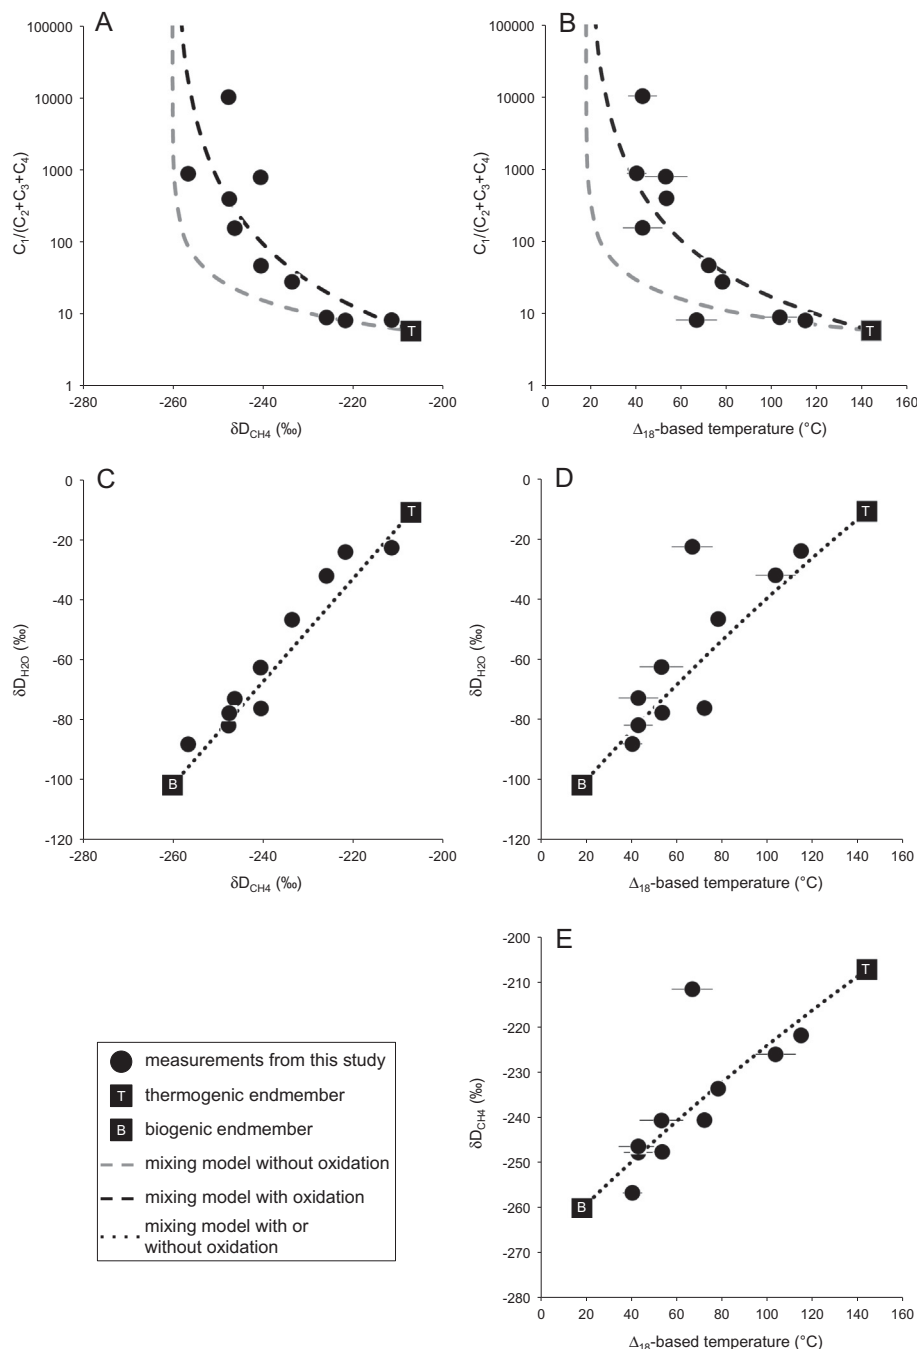 A
100000
10000
1000
100
10
1
C₁/(C₂+C₃+C₄)
T
-280
-260
-240
-220
-200
δD_CH4 (‰)
B
100000
10000
1000
100
10
1
C₁/(C₂+C₃+C₄)
T
0
20
40
60
80
100
120
140
160
Δ₁₈-based temperature (°C)
C
0
-20
-40
-60
-80
-100
-120
δD_H2O (‰)
T
B
-280
-260
-240
-220
-200
δD_CH4 (‰)
D
0
-20
-40
-60
-80
-100
-120
δD_H2O (‰)
T
B
0
20
40
60
80
100
120
140
160
Δ₁₈-based temperature (°C)
E
-200
-210
-220
-230
-240
-250
-260
-270
-280
δD_CH4 (‰)
T
B
0
20
40
60
80
100
120
140
160
Δ₁₈-based temperature (°C)
measurements from this study
T thermogenic endmember
B biogenic endmember
mixing model without oxidation
mixing model with oxidation
mixing model with or
without oxidation